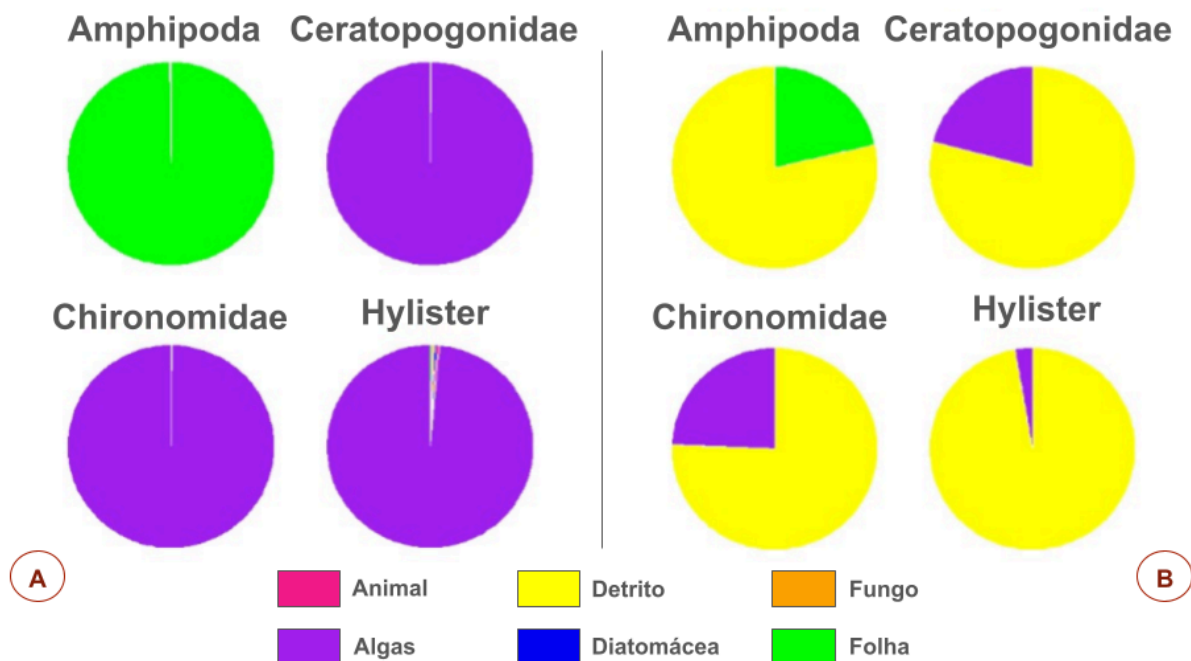 Amphipoda Ceratopogonidae
Chironomidae Hylister
Amphipoda Ceratopogonidae
Chironomidae Hylister
A
B
Animal Detrito Fungo
Algas Diatomácea Folha